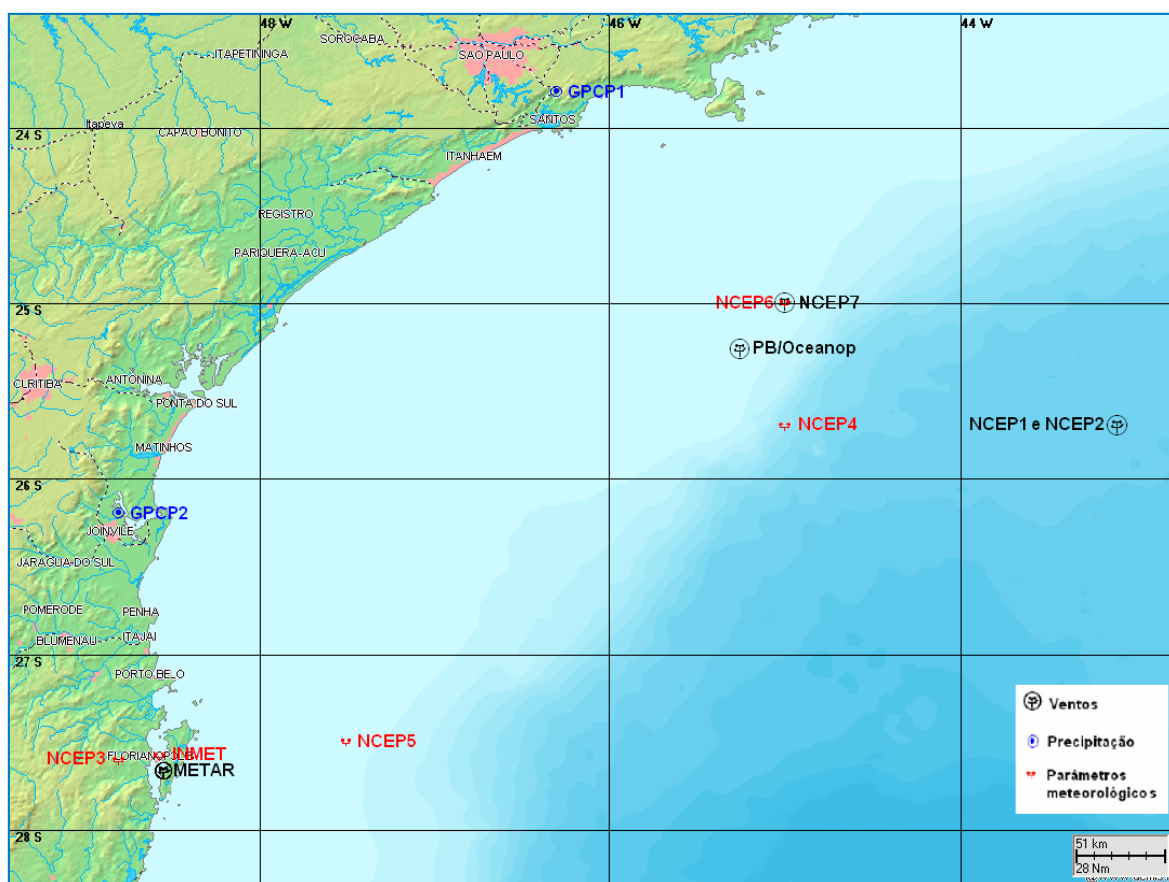 48 W
46 W
44 W
SOROCABA
ITAPETININGA
SAO PAULO
GPCP1
SANTOS
Itapeva
CAPAO BONITO
24 S
ITANHAEM
REGISTRO
PARIQUERA-ACU
25 S
NCEP6
NCEP7
PB/Oceanop
CURITIBA
ANTONINA
PONTA DO SUL
NCEP4
NCEP1 e NCEP2
MATINHOS
26 S
GPCP2
JOINVILE
JARAGUA-DO SUL
POMERODE
PENHA
BLUMENAU
ITAJAI
27 S
PORTO BELO
NCEP5
NCEP3
INMET
METAR
Ventos
Precipitação
Parâmetros
meteorológicos
28 S
51 km
28 Nm